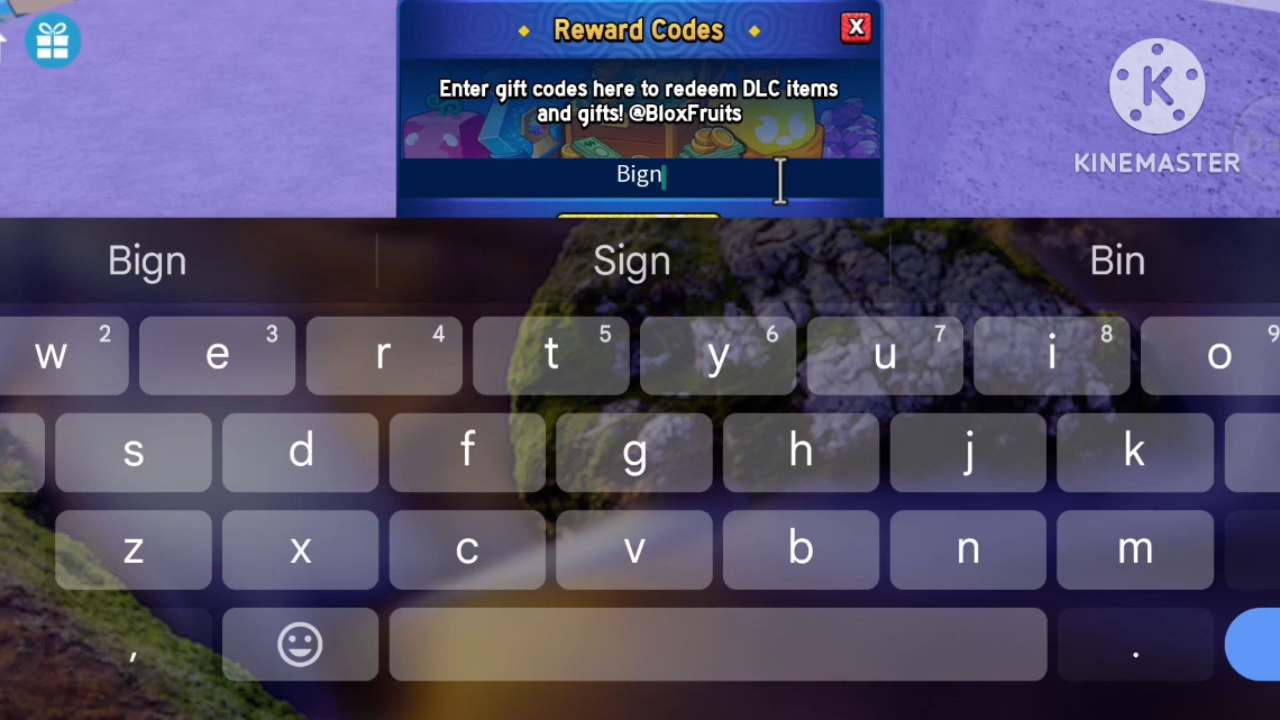 Reward Codes
X
Enter gift codes here to redeem DLC items
and gifts! @BloxFruits
Bign
K
KINEMASTER
Bign Sign Bin
w 2 e 3 r 4 t 5 y 6 u 7 i 8 o 9
s d f g h j k
z x c v b n m
, .